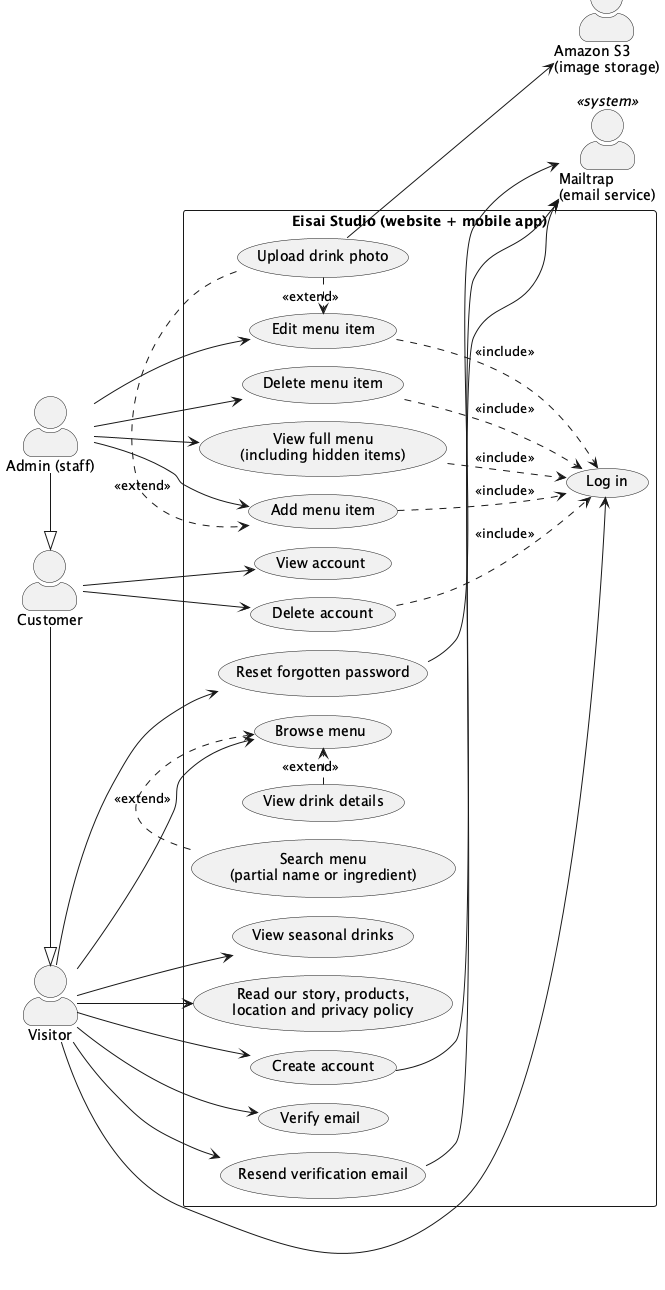 Amazon S3
(image storage)
«system»
Mailtrap
(email service)
Eisai Studio (website + mobile app)
Upload drink photo
«extend»
Edit menu item
«include»
Delete menu item
«include»
View full menu
(including hidden items)
«include»
Admin (staff)
«extend»
Add menu item
«include»
Log in
«include»
View account
Customer
Delete account
Reset forgotten password
Browse menu
«extend»
View drink details
«extend»
Search menu
(partial name or ingredient)
View seasonal drinks
Read our story, products,
location and privacy policy
Visitor
Create account
Verify email
Resend verification email